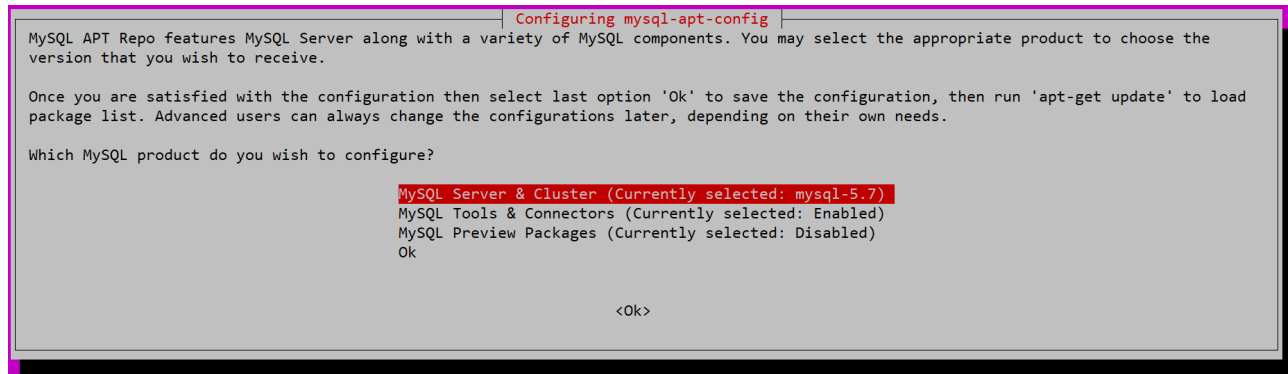 Configuring mysql-apt-config
MySQL APT Repo features MySQL Server along with a variety of MySQL components. You may select the appropriate product to choose the
version that you wish to receive.
Once you are satisfied with the configuration then select last option 'Ok' to save the configuration, then run 'apt-get update' to load
package list. Advanced users can always change the configurations later, depending on their own needs.
Which MySQL product do you wish to configure?
MySQL Server & Cluster (Currently selected: mysql-5.7)
MySQL Tools & Connectors (Currently selected: Enabled)
MySQL Preview Packages (Currently selected: Disabled)
Ok
<Ok>